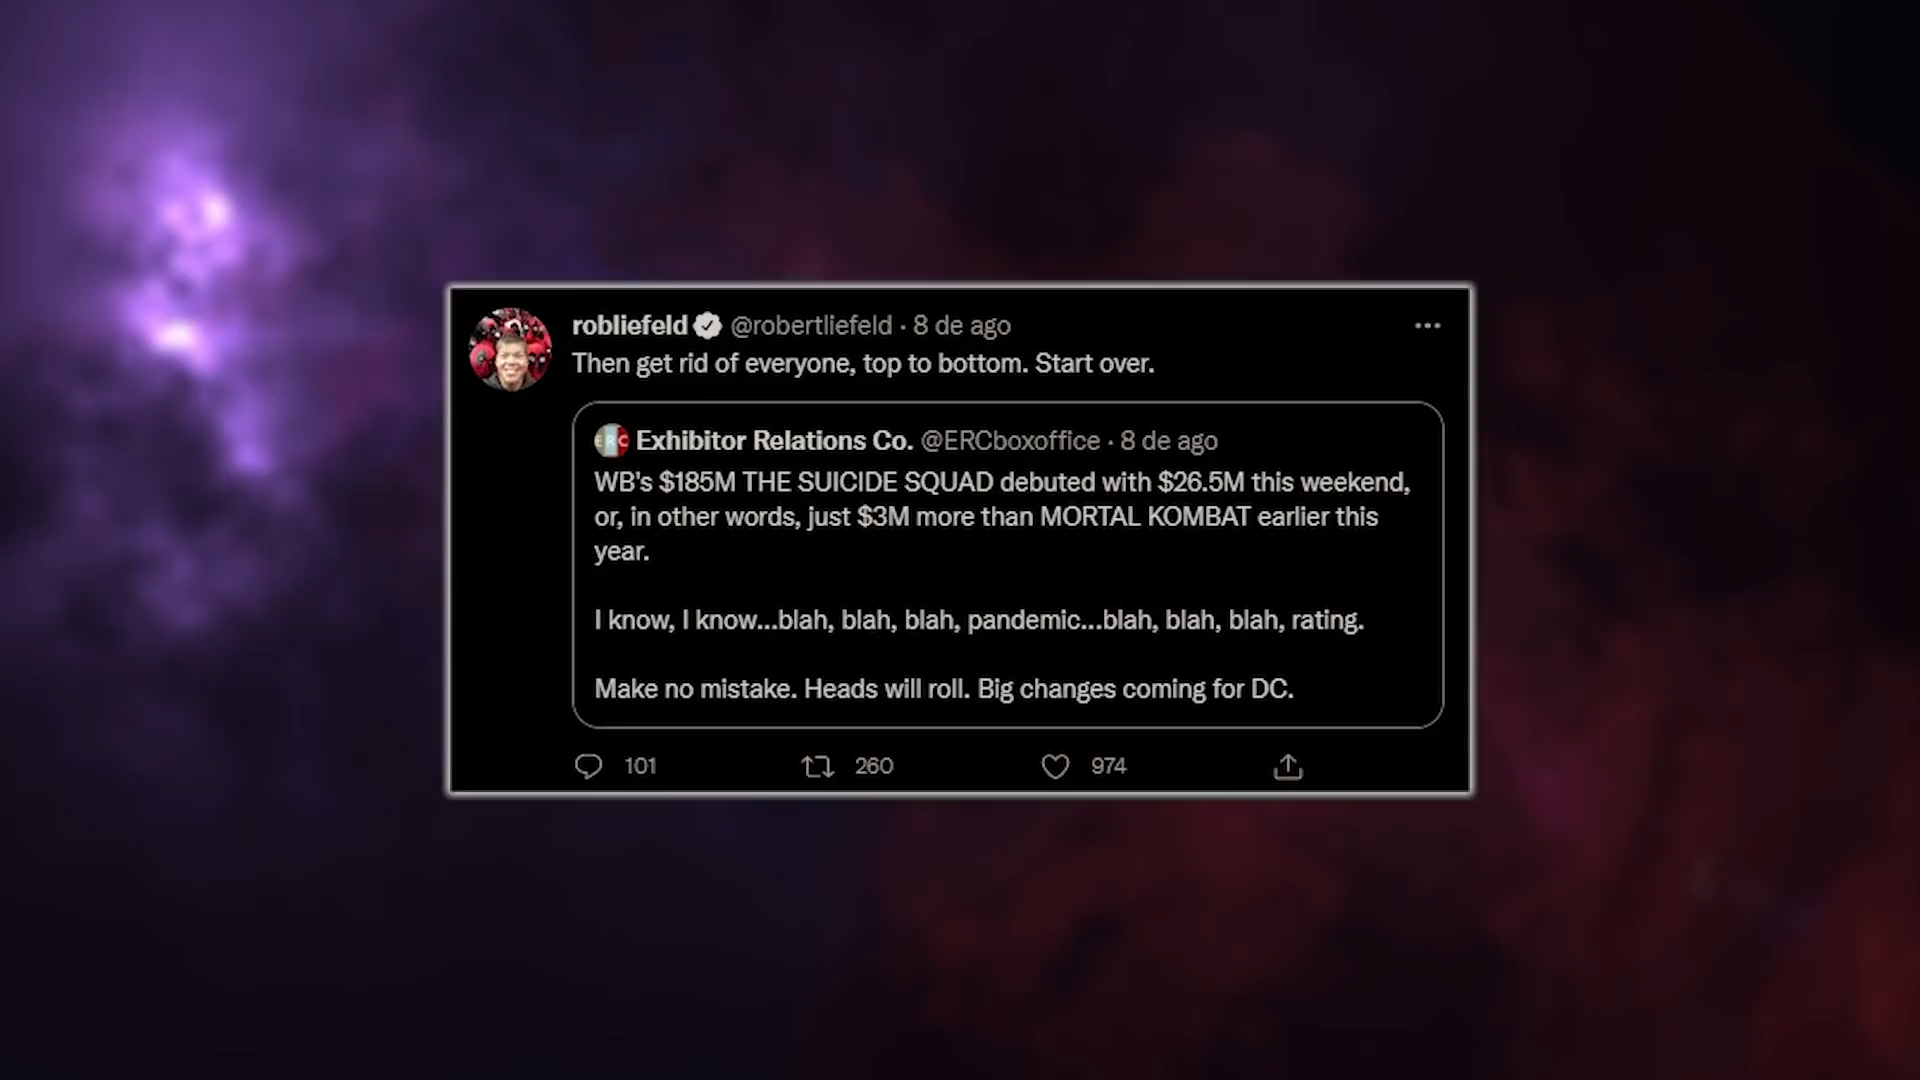 robliefeld @robertliefeld · 8 de ago
Then get rid of everyone, top to bottom. Start over.
ERC Exhibitor Relations Co. @ERCboxoffice · 8 de ago
WB's $185M THE SUICIDE SQUAD debuted with $26.5M this weekend,
or, in other words, just $3M more than MORTAL KOMBAT earlier this
year.
I know, I know...blah, blah, blah, pandemic...blah, blah, blah, rating.
Make no mistake. Heads will roll. Big changes coming for DC.
101 260 974